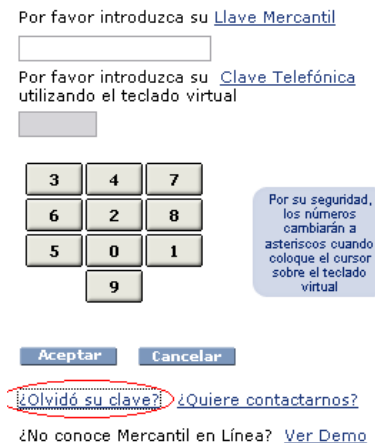 Por favor introduzca su Llave Mercantil
Por favor introduzca su Clave Telefónica
utilizando el teclado virtual
3 4 7
6 2 8
5 0 1
9
Por su seguridad,
los números
cambiarán a
asteriscos cuando
coloque el cursor
sobre el teclado
virtual
Aceptar Cancelar
¿Olvidó su clave? ¿Quiere contactarnos?
¿No conoce Mercantil en Línea? Ver Demo